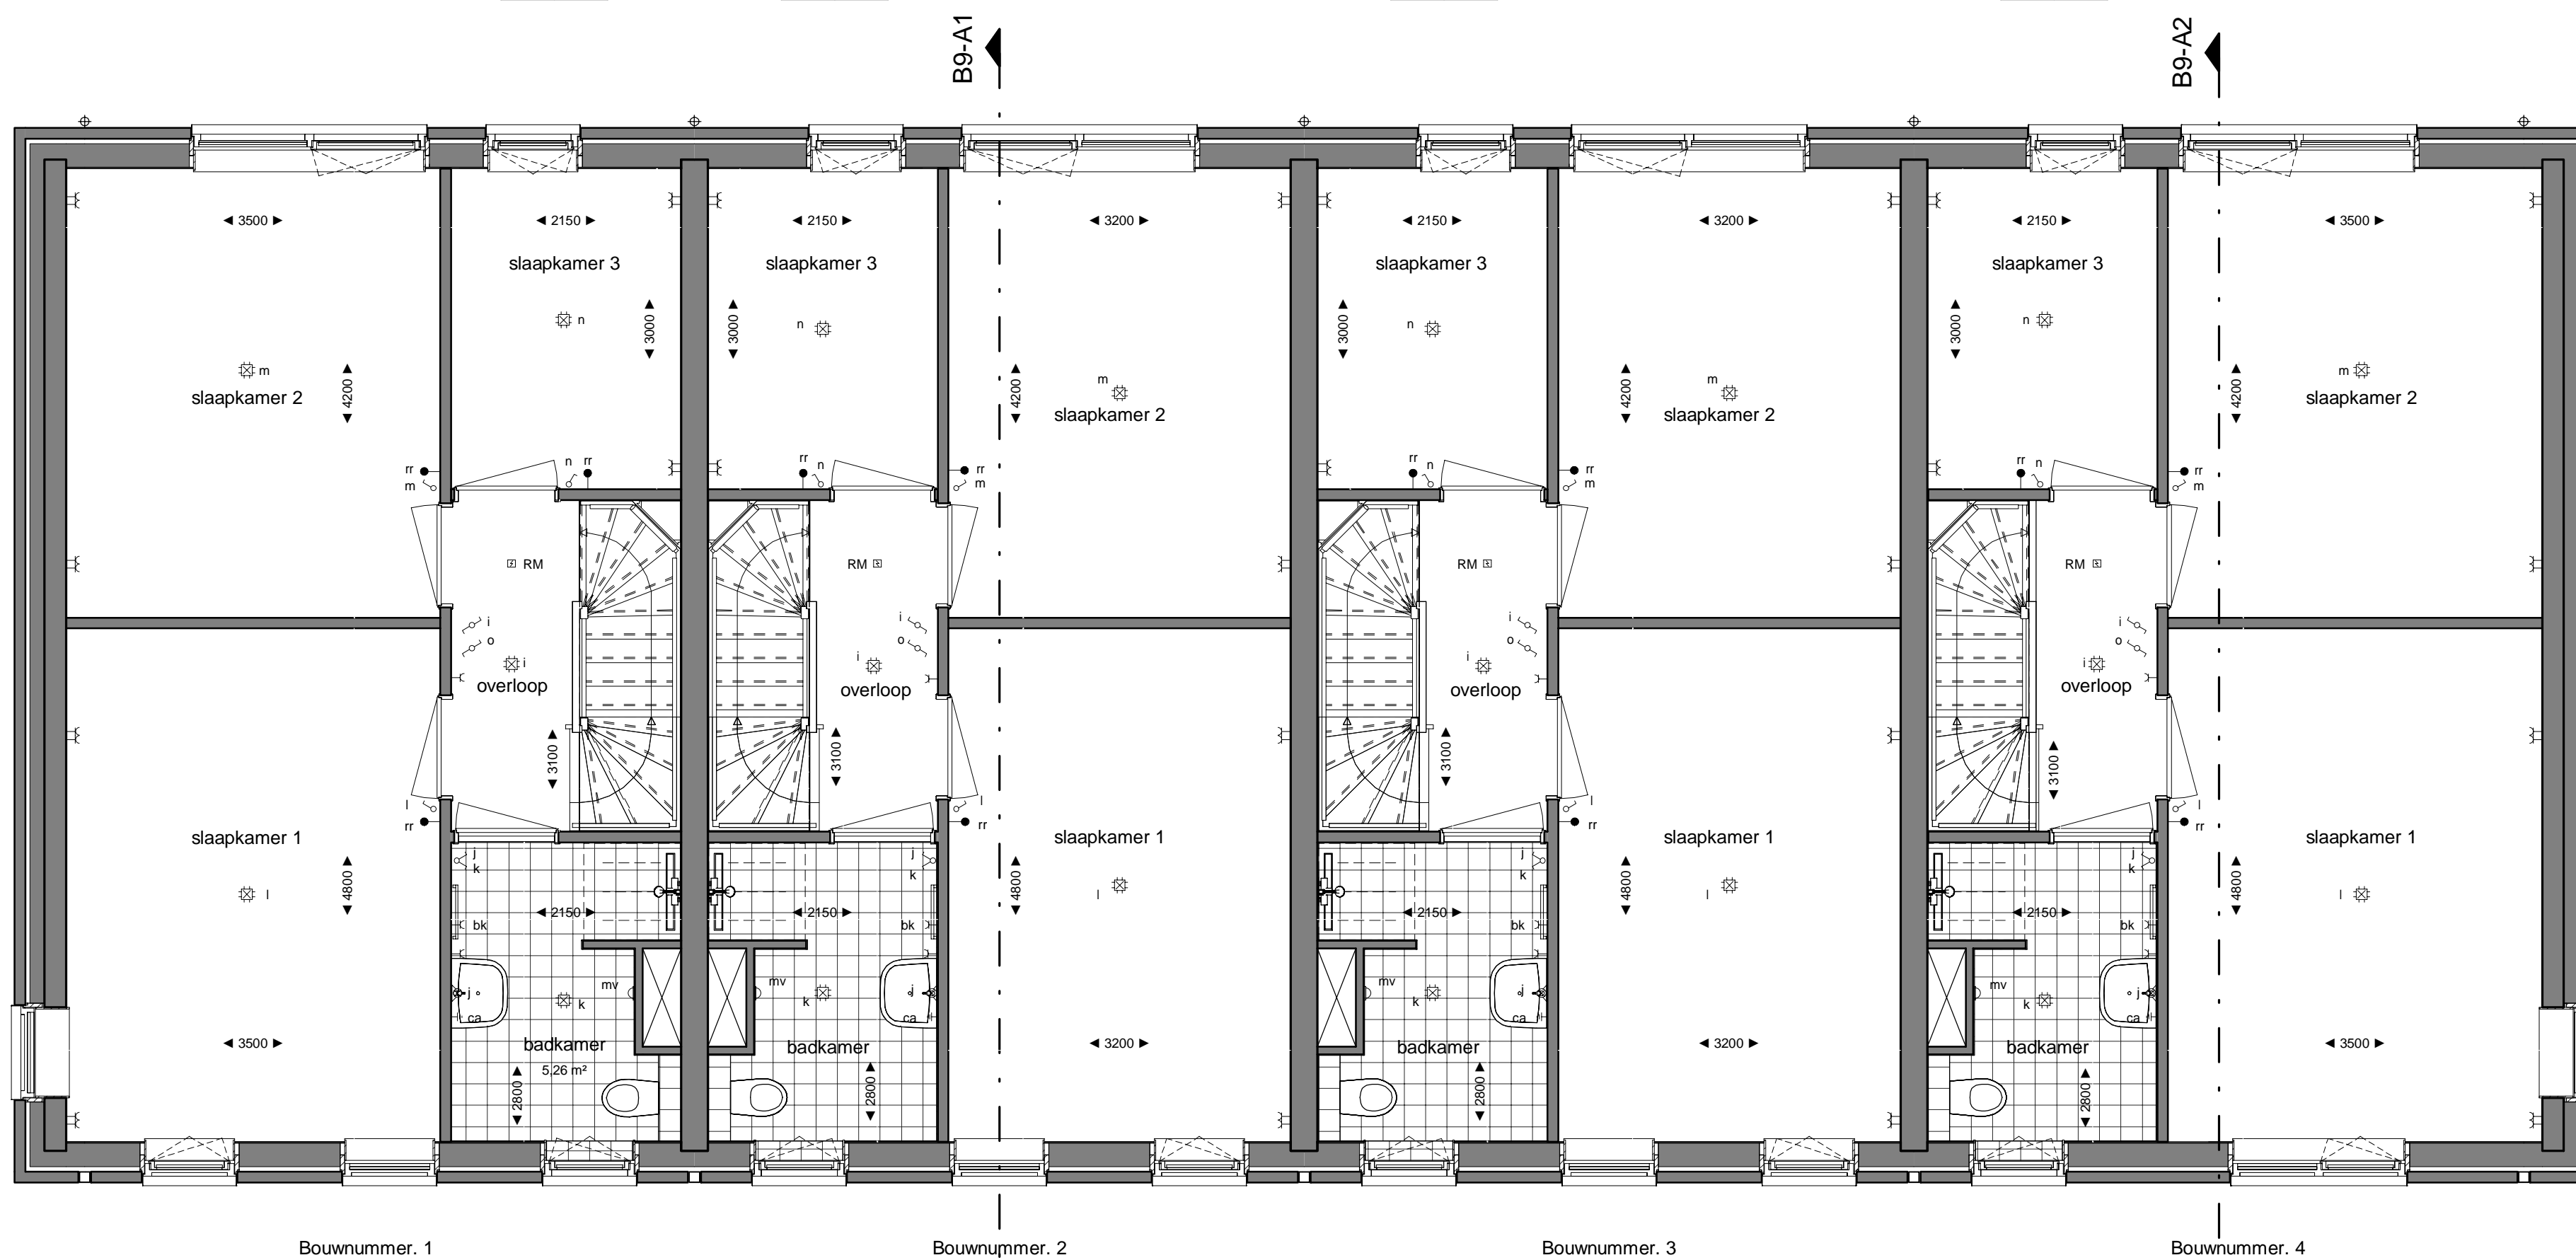 B9-A1
B9-A2
3500
2150
2150
3200
2150
3200
2150
3500
slaapkamer 3
slaapkamer 3
slaapkamer 3
slaapkamer 3
3000
3000
3000
3000
n
n
n
n
m
m
m
m
slaapkamer 2
slaapkamer 2
slaapkamer 2
slaapkamer 2
4200
4200
4200
4200
rr
m
n rr
rr n
rr
m
rr n
rr
m
rr n
rr
m
RM
RM
RM
RM
i
o
i
o
i
o
i
o
i
i
i
i
overloop
overloop
overloop
overloop
3100
3100
3100
3100
l
rr
l
rr
l
rr
l
rr
slaapkamer 1
slaapkamer 1
slaapkamer 1
slaapkamer 1
j
k
j
k
j
k
j
k
l
l
l
l
4800
4800
4800
4800
2150
2150
2150
2150
bk
bk
bk
bk
mv
mv
mv
mv
j
j
j
j
k
k
k
k
ca
ca
ca
ca
3500
badkamer
badkamer
3200
badkamer
3200
badkamer
3500
5,26 m²
2800
2800
2800
2800
Bouwnummer. 1
Bouwnummer. 2
Bouwnummer. 3
Bouwnummer. 4